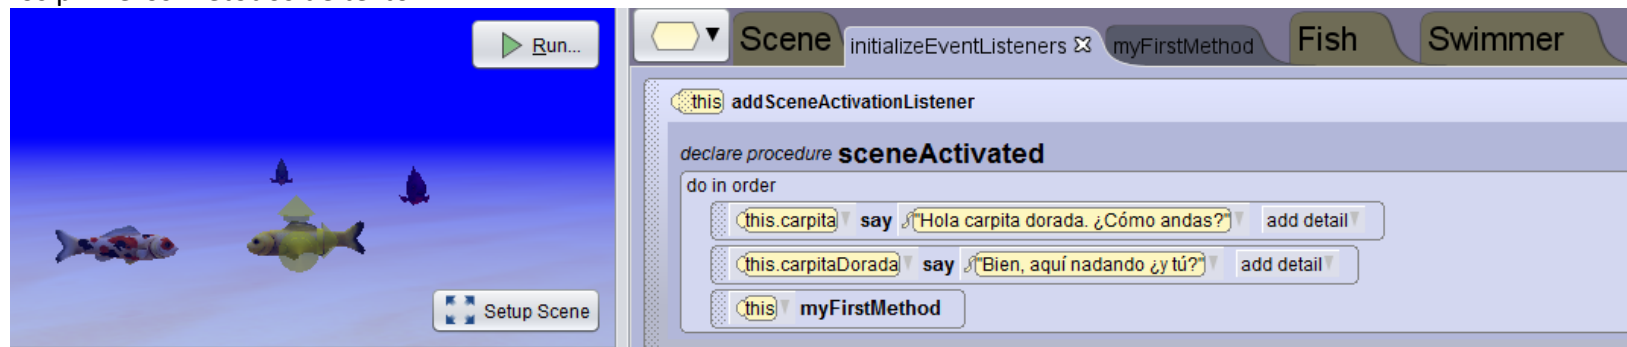 Run...
Setup Scene
Scene initializeEventListeners myFirstMethod Fish Swimmer
this addSceneActivationListener
declare procedure sceneActivated
do in order
this.carpita say "Hola carpita dorada. ¿Cómo andas?" add detail
this.carpitaDorada say "Bien, aquí nadando ¿y tú?" add detail
this myFirstMethod